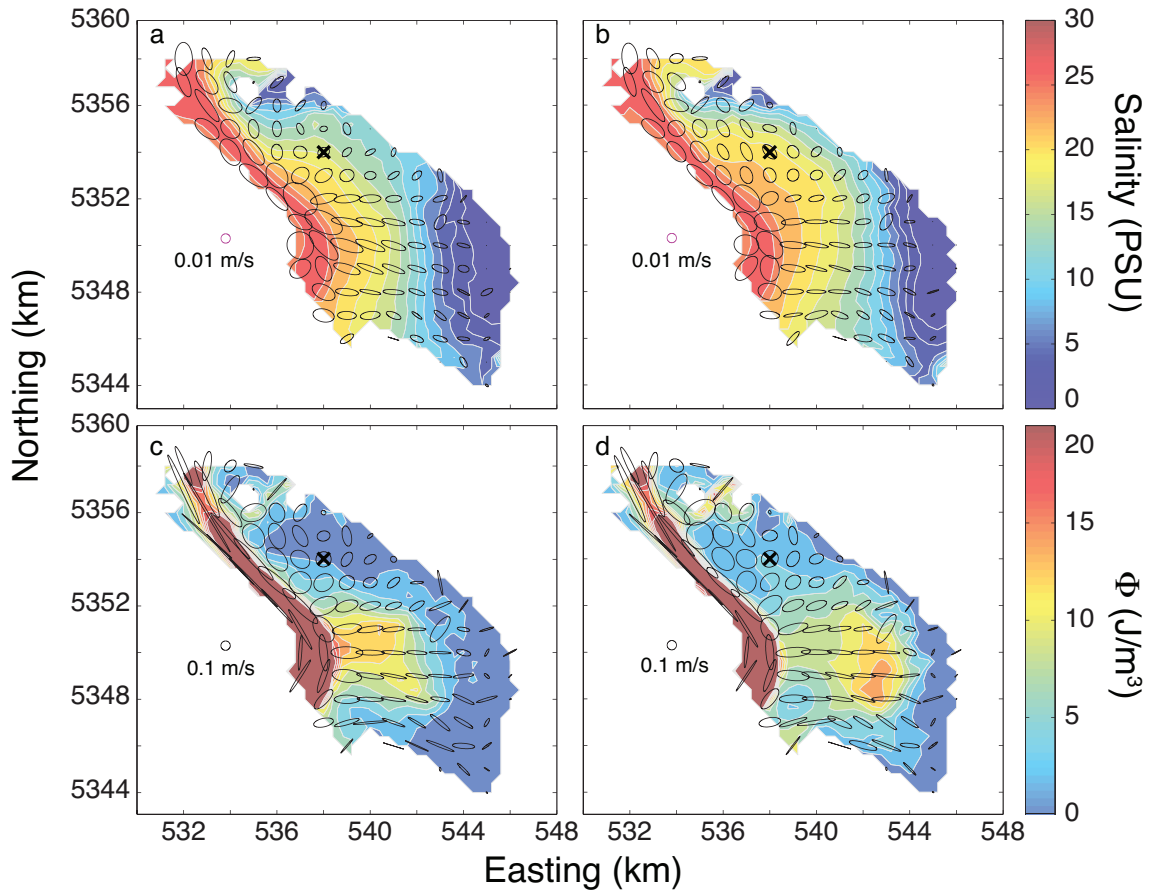 5360
5356
5352
5348
5344
a
0.01 m/s
b
0.01 m/s
30
25
20
15
10
5
0
Salinity (PSU)
Northing (km)
5360
5356
5352
5348
5344
c
0.1 m/s
532
536
540
544
548
d
0.1 m/s
532
536
540
544
548
20
15
10
5
0
Φ (J/m³)
Easting (km)